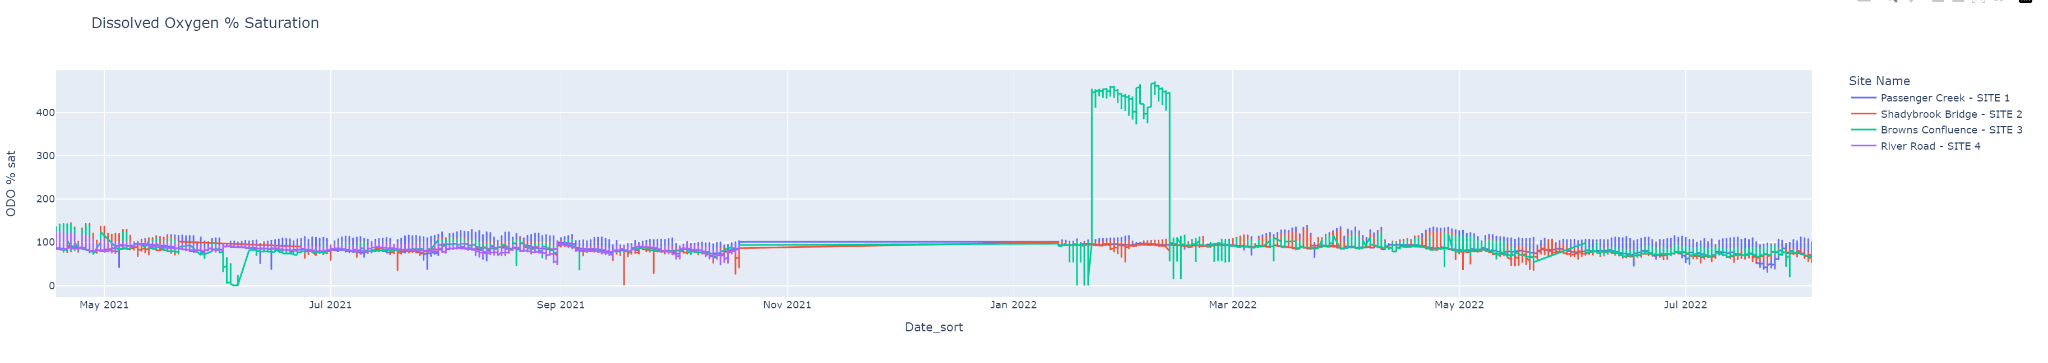 Dissolved Oxygen % Saturation
Site Name
Passenger Creek - SITE 1
Shadybrook Bridge - SITE 2
Browns Confluence - SITE 3
River Road - SITE 4
ODO % sat
400
300
200
100
0
May 2021 Jul 2021 Sep 2021 Nov 2021 Jan 2022 Mar 2022 May 2022 Jul 2022
Date_sort